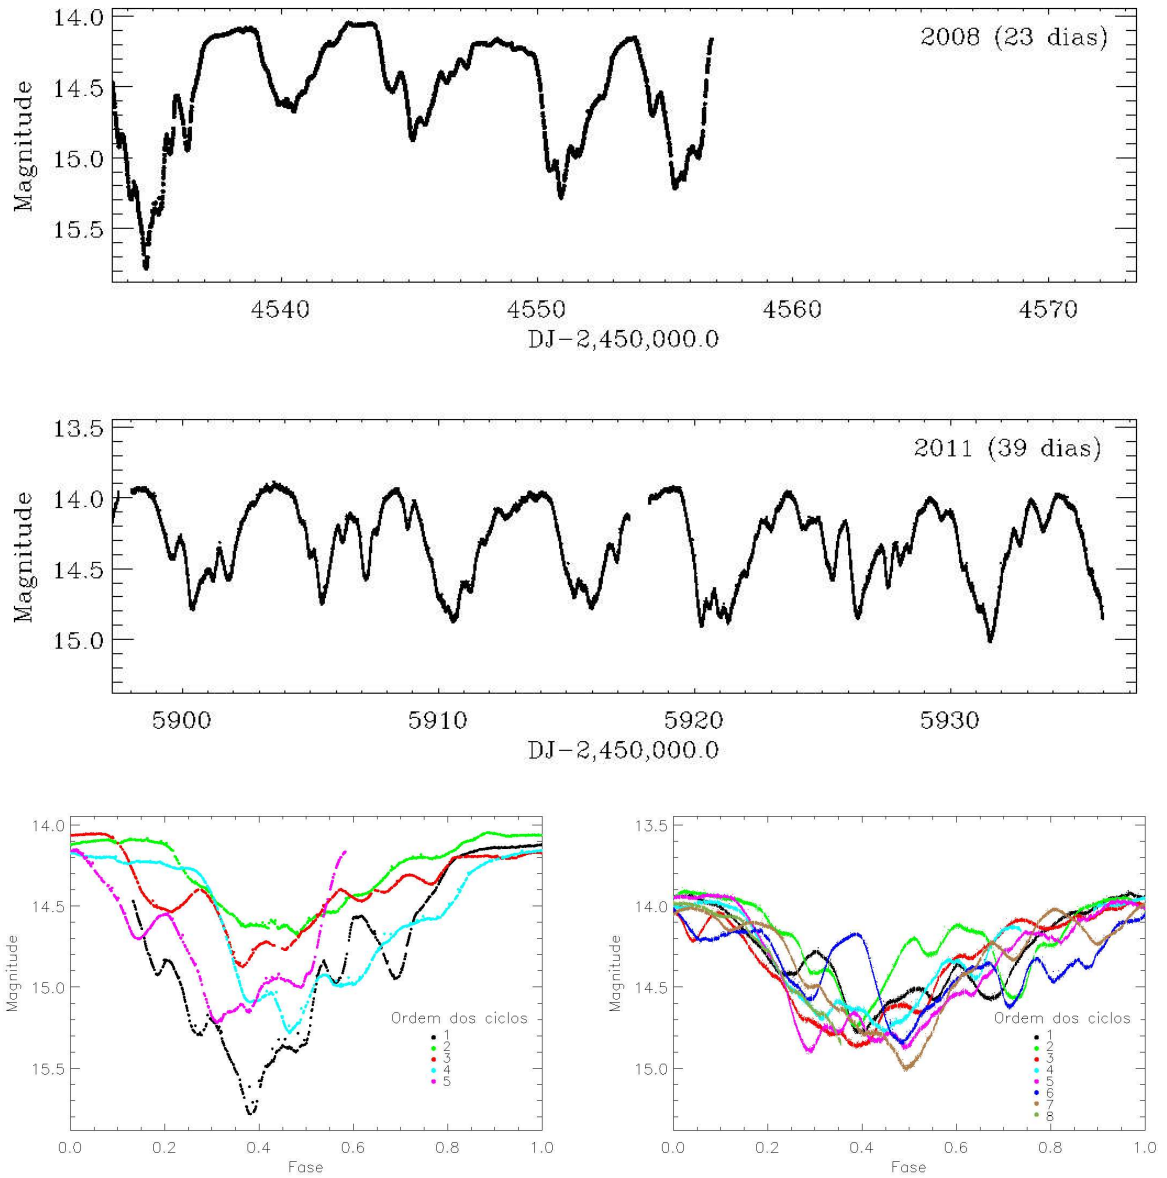 14.0
14.5
15.0
15.5
Magnitude
2008 (23 dias)
4540 4550 4560 4570
DJ-2,450,000.0
13.5
14.0
14.5
15.0
Magnitude
2011 (39 dias)
5900 5910 5920 5930
DJ-2,450,000.0
14.0
14.5
15.0
15.5
Magnitude
Ordem dos ciclos
1
2
3
4
5
0.0 0.2 0.4 0.6 0.8 1.0
Fase
13.5
14.0
14.5
15.0
Magnitude
Ordem dos ciclos
1
2
3
4
5
6
7
8
0.0 0.2 0.4 0.6 0.8 1.0
Fase